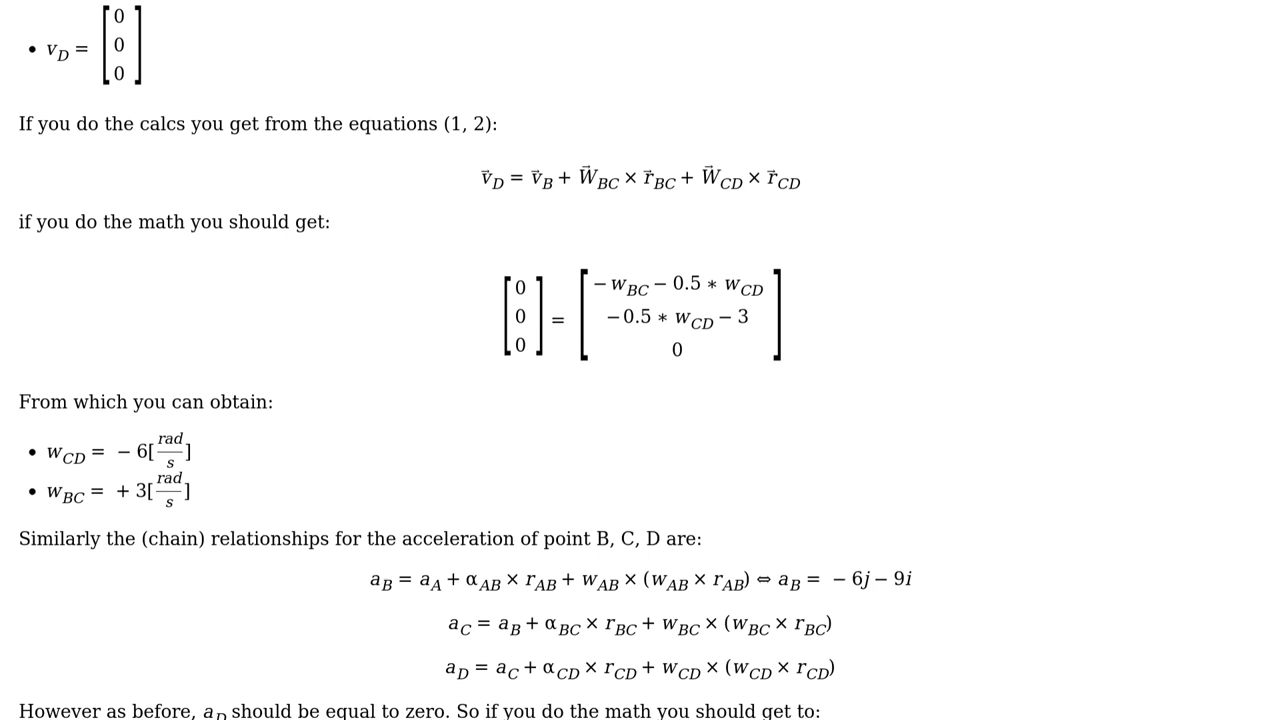 • v_D = [0 0 0]
If you do the calcs you get from the equations (1, 2):
v⃗_D = v⃗_B + W⃗_BC × r⃗_BC + W⃗_CD × r⃗_CD
if you do the math you should get:
[0 0 0] = [− w_BC − 0.5 * w_CD −0.5 * w_CD − 3 0]
From which you can obtain:
• w_CD = − 6[rad/s]
• w_BC = + 3[rad/s]
Similarly the (chain) relationships for the acceleration of point B, C, D are:
a_B = a_A + α_AB × r_AB + w_AB × (w_AB × r_AB) ⇔ a_B = − 6j − 9i
a_C = a_B + α_BC × r_BC + w_BC × (w_BC × r_BC)
a_D = a_C + α_CD × r_CD + w_CD × (w_CD × r_CD)
However as before, a_D should be equal to zero. So if you do the math you should get to: